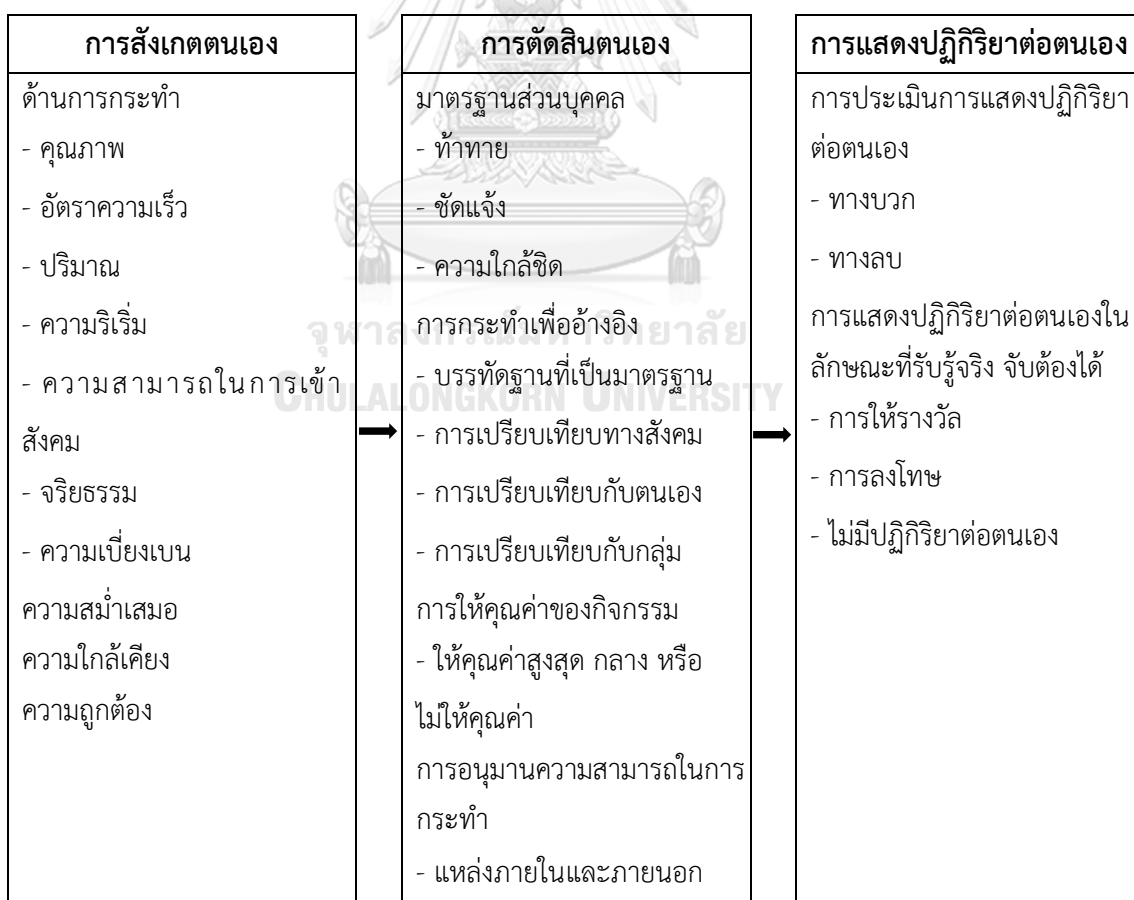 การสังเกตตนเอง
ด้านการกระทำ
- คุณภาพ
- อัตราความเร็ว
- ปริมาณ
- ความริเริ่ม
- ความสามารถในการเข้า
สังคม
- จริยธรรม
- ความเบี่ยงเบน
ความสม่ำเสมอ
ความใกล้เคียง
ความถูกต้อง
การตัดสินตนเอง
มาตรฐานส่วนบุคคล
- ท้าทาย
- ชัดแจ้ง
- ความใกล้ชิด
การกระทำเพื่ออ้างอิง
- บรรทัดฐานที่เป็นมาตรฐาน
- การเปรียบเทียบทางสังคม
- การเปรียบเทียบกับตนเอง
- การเปรียบเทียบกับกลุ่ม
การให้คุณค่าของกิจกรรม
- ให้คุณค่าสูงสุด กลาง หรือ
ไม่ให้คุณค่า
การอนุมานความสามารถในการ
กระทำ
- แหล่งภายในและภายนอก
การแสดงปฏิกิริยาต่อตนเอง
การประเมินการแสดงปฏิกิริยา
ต่อตนเอง
- ทางบวก
- ทางลบ
การแสดงปฏิกิริยาต่อตนเองใน
ลักษณะที่รับรู้จริง จับต้องได้
- การให้รางวัล
- การลงโทษ
- ไม่มีปฏิกิริยาต่อตนเอง
จุฬาลงกรณ์มหาวิทยาลัย
CHULALONGKORN UNIVERSITY